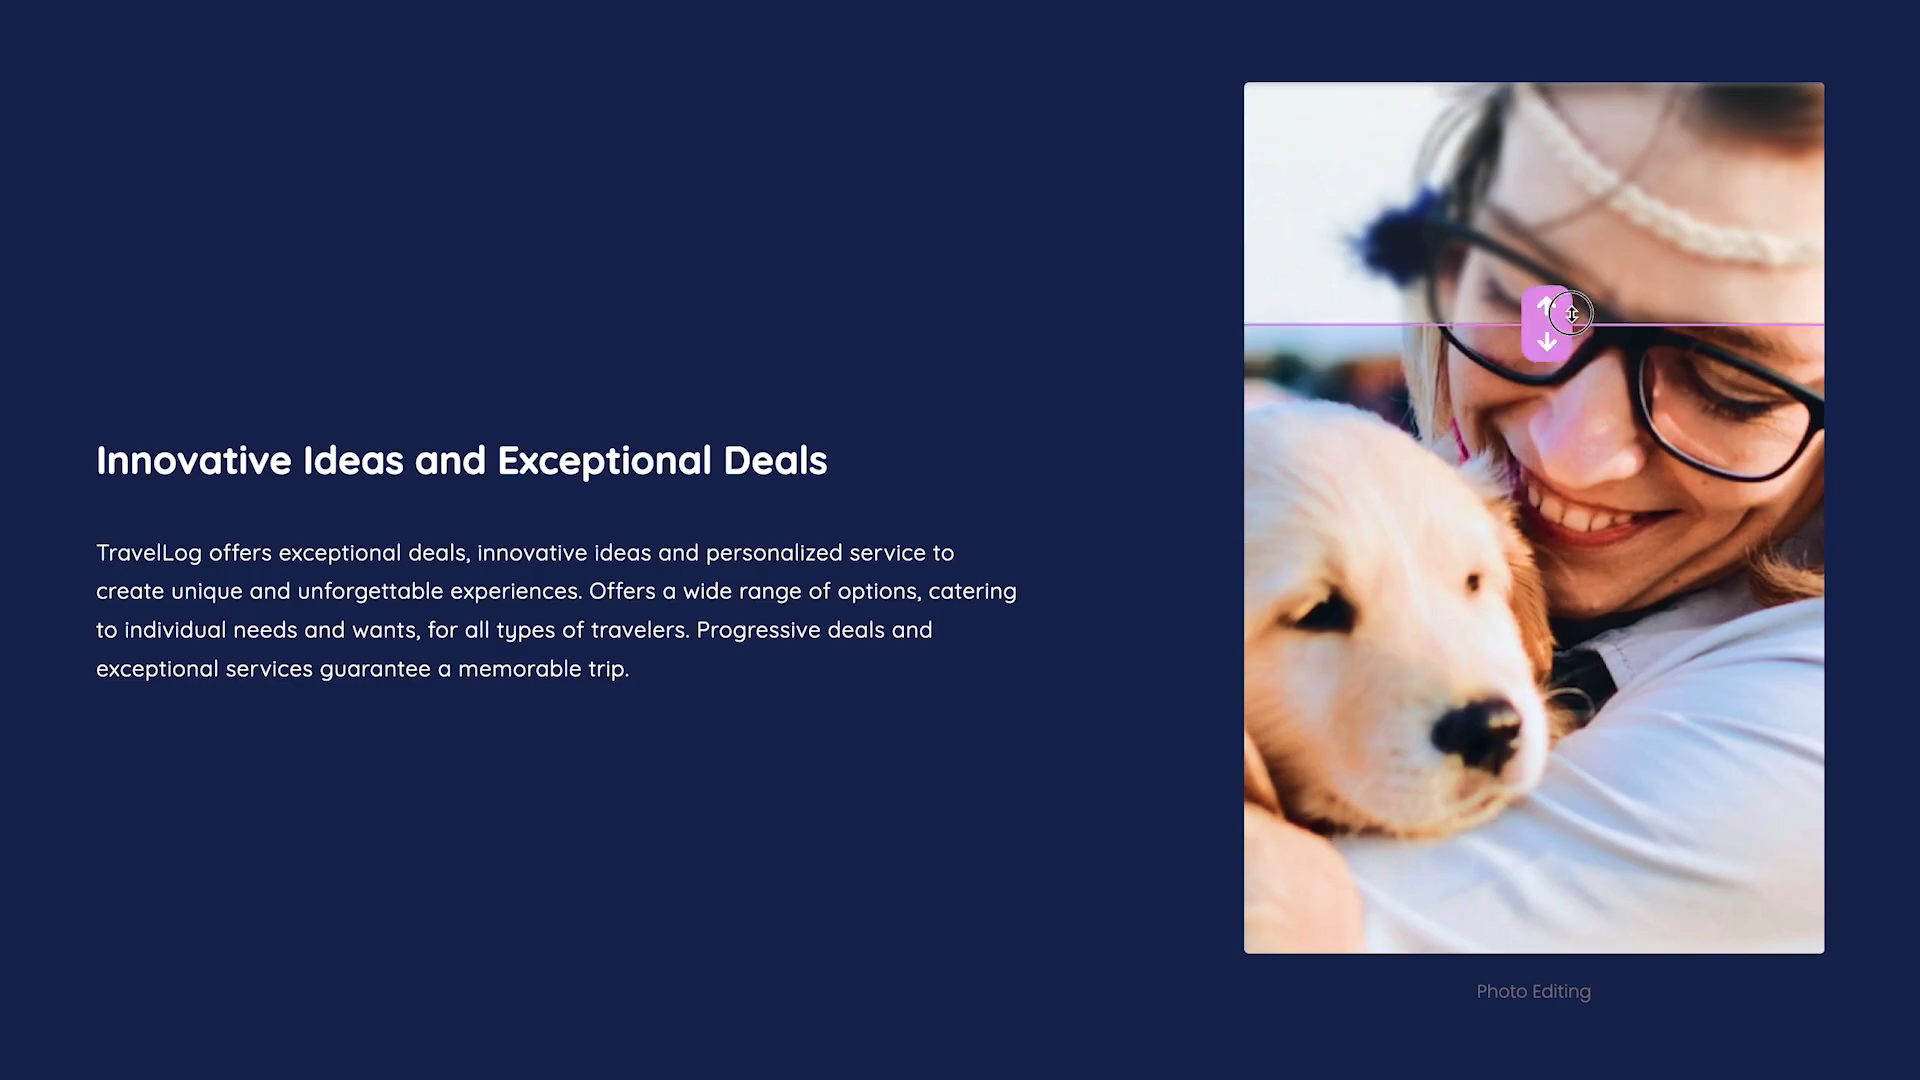 Innovative Ideas and Exceptional Deals
TravelLog offers exceptional deals, innovative ideas and personalized service to
create unique and unforgettable experiences. Offers a wide range of options, catering
to individual needs and wants, for all types of travelers. Progressive deals and
exceptional services guarantee a memorable trip.
Photo Editing